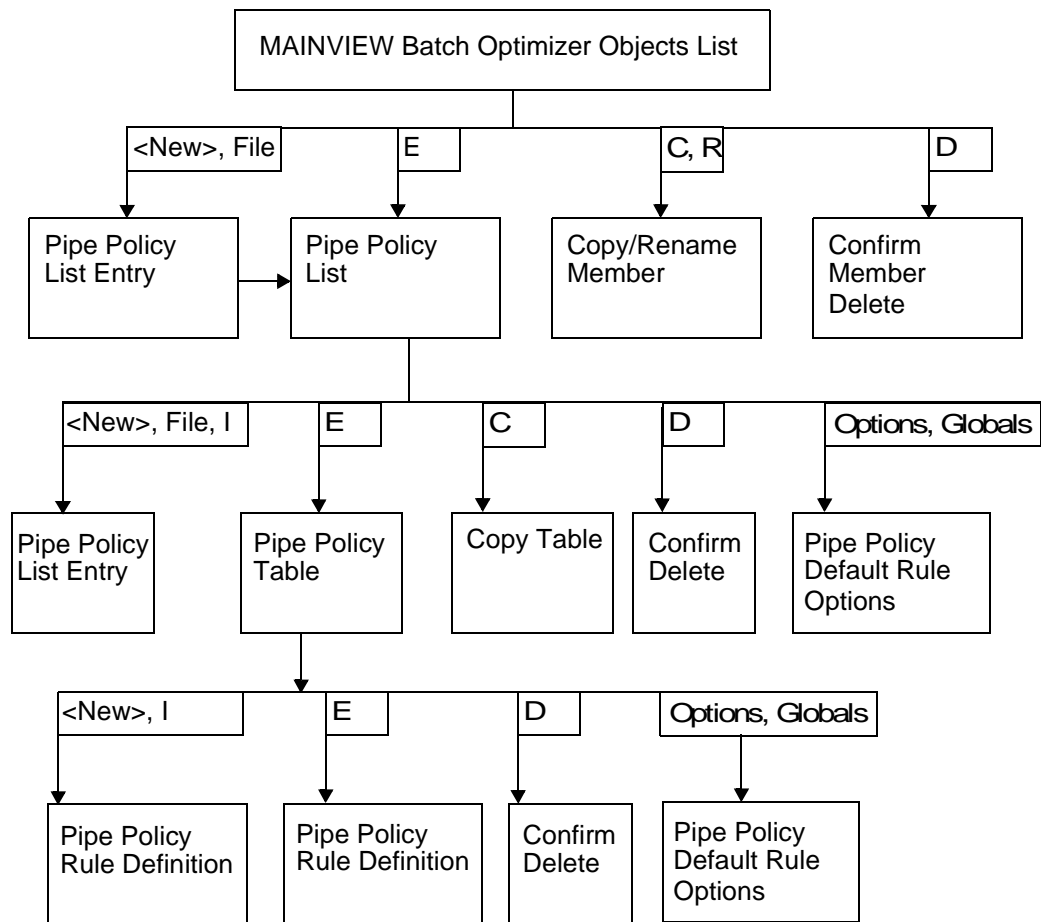 MAINVIEW Batch Optimizer Objects List
<New>, File
E
C, R
D
Pipe Policy
List Entry
Pipe Policy
List
Copy/Rename
Member
Confirm
Member
Delete
<New>, File, I
E
C
D
Options, Globals
Pipe Policy
List Entry
Pipe Policy
Table
Copy Table
Confirm
Delete
Pipe Policy
Default Rule
Options
<New>, I
E
D
Options, Globals
Pipe Policy
Rule Definition
Pipe Policy
Rule Definition
Confirm
Delete
Pipe Policy
Default Rule
Options